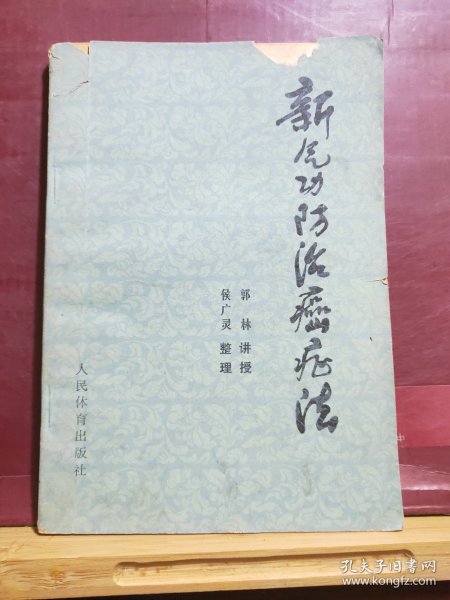 新气功防治癌症法
郭林 讲授
侯广灵 整理
人民体育出版社
孔夫子旧书网
www.kongfz.com